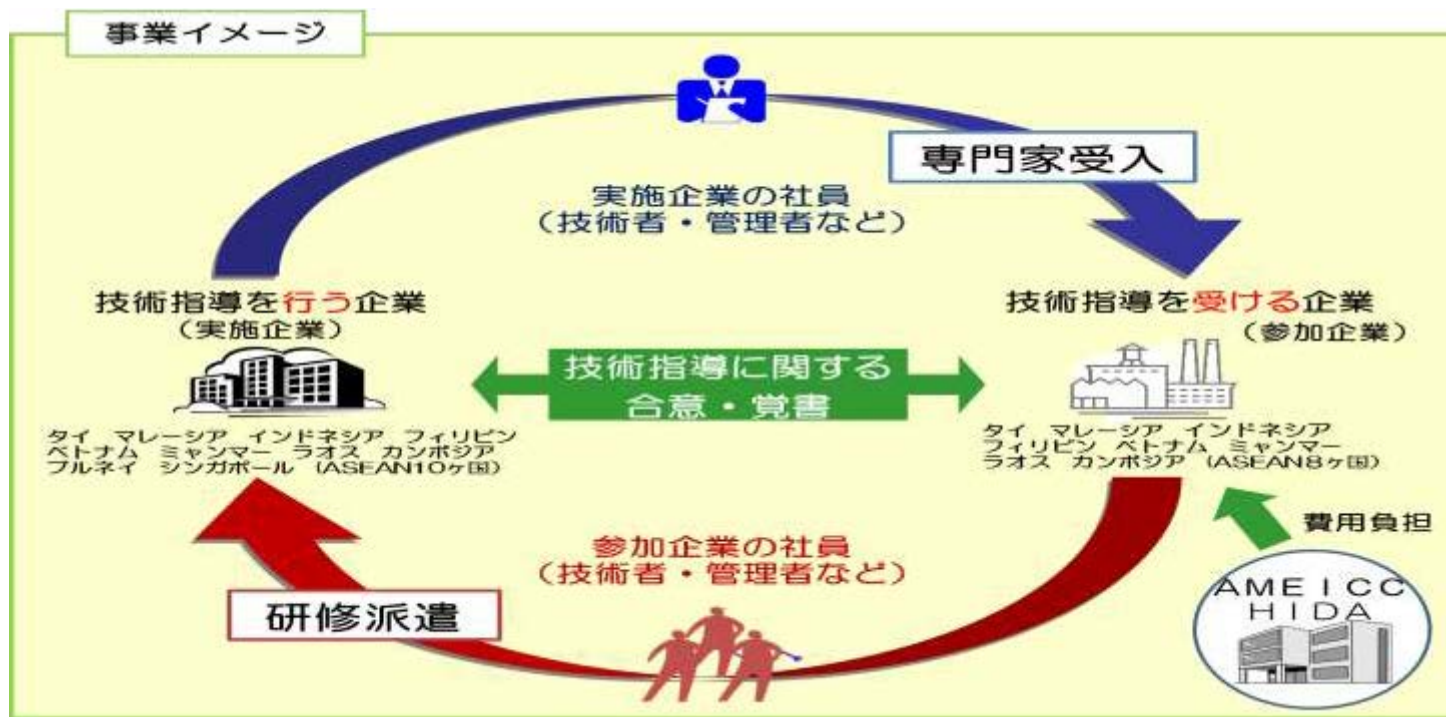 事業イメージ
専門家受入
実施企業の社員
（技術者・管理者など）
技術指導を行う企業
（実施企業）
技術指導を受ける企業
（参加企業）
技術指導に関する
合意・覚書
タイ マレーシア インドネシア フィリピン
ベトナム ミャンマー ラオス カンボジア
ブルネイ シンガポール (ASEAN10ヶ国)
タイ マレーシア インドネシア
フィリピン ベトナム ミャンマー
ラオス カンボジア (ASEAN8ヶ国)
費用負担
AMEICC
HIDA
参加企業の社員
（技術者・管理者など）
研修派遣